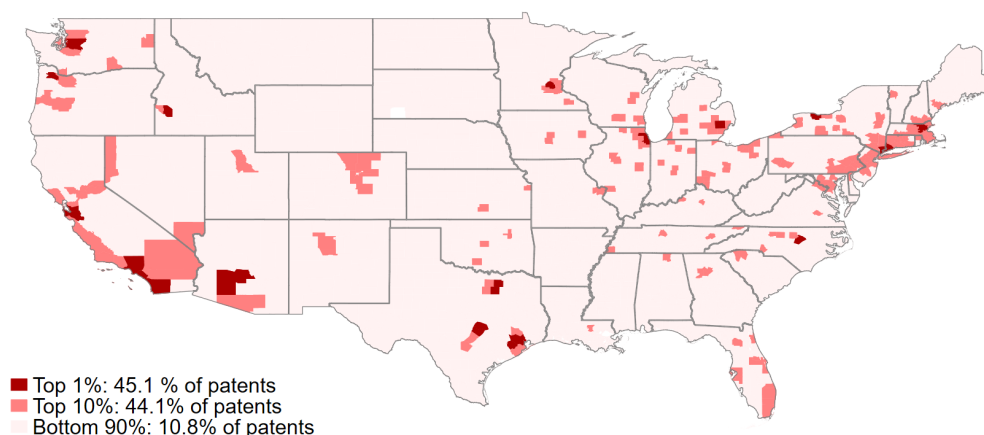 Top 1%: 45.1 % of patents
Top 10%: 44.1% of patents
Bottom 90%: 10.8% of patents